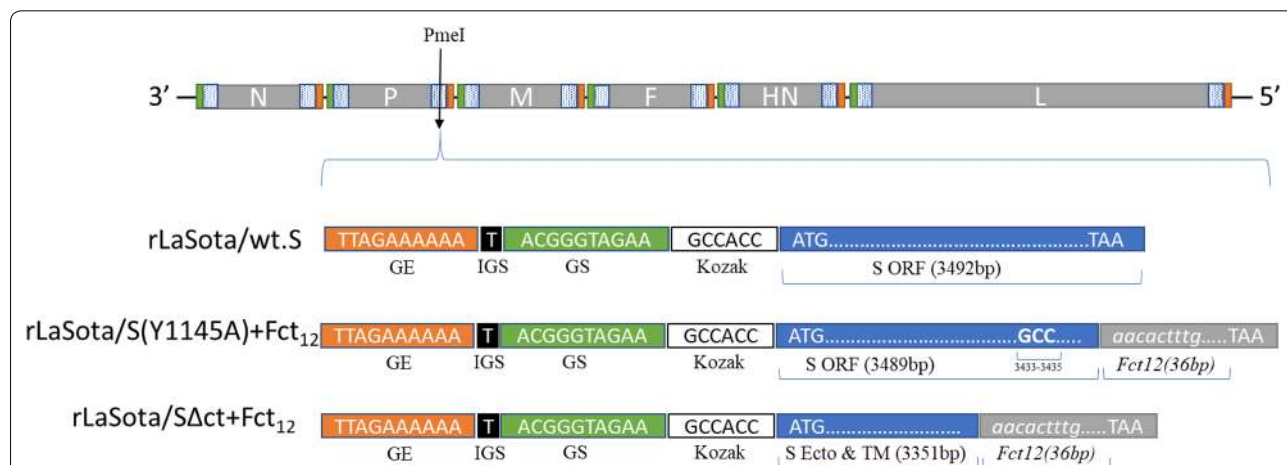 PmeI
3’ N P M F HN L 5’
rLaSota/wt.S TTAGAAAAAA T ACGGGTAGAA GCCACC ATG..................................................TAA
GE IGS GS Kozak S ORF (3492bp)
rLaSota/S(Y1145A)+Fct12 TTAGAAAAAA T ACGGGTAGAA GCCACC ATG.....................................GCC..... aacactttg.....TAA
GE IGS GS Kozak S ORF (3489bp) 3433-3435 Fct12(36bp)
rLaSota/SΔct+Fct12 TTAGAAAAAA T ACGGGTAGAA GCCACC ATG.......................... aacactttg.....TAA
GE IGS GS Kozak S Ecto & TM (3351bp) Fct12(36bp)